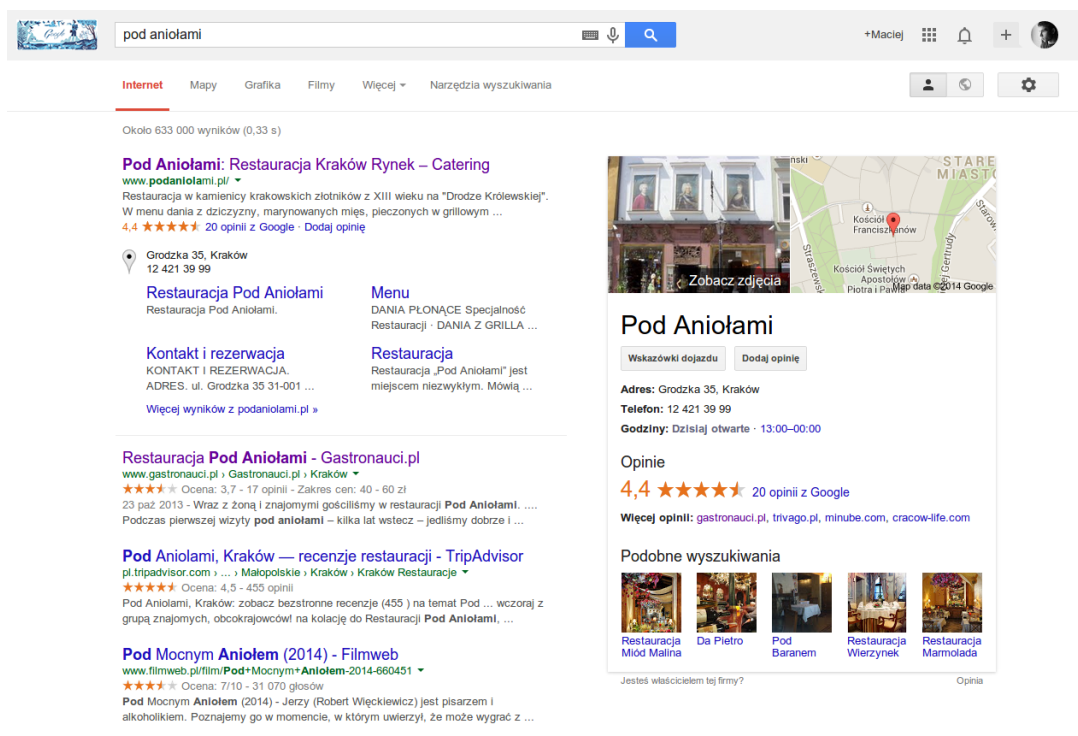 Google
pod aniołami
+Maciej
Internet Mapy Grafika Filmy Więcej Narzędzia wyszukiwania
Około 633 000 wyników (0,33 s)
Pod Aniołami: Restauracja Kraków Rynek – Catering
www.podaniolami.pl/
Restauracja w kamienicy krakowskich złotników z XIII wieku na "Drodze Królewskiej".
W menu dania z dziczyzny, marynowanych mięs, pieczonych w grillowym ...
4,4 20 opinii z Google · Dodaj opinię
Grodzka 35, Kraków
12 421 39 99
Restauracja Pod Aniołami
Restauracja Pod Aniołami.
Menu
DANIA PŁONĄCE Specjalność
Restauracji · DANIA Z GRILLA ...
Kontakt i rezerwacja
KONTAKT I REZERWACJA.
ADRES. ul. Grodzka 35 31-001 ...
Restauracja
Restauracja „Pod Aniołami" jest
miejscem niezwykłym. Mówią ...
Więcej wyników z podaniolami.pl »
Restauracja Pod Aniołami - Gastronauci.pl
www.gastronauci.pl › Gastronauci.pl › Kraków
Ocena: 3,7 - 17 opinii - Zakres cen: 40 - 60 zł
23 paź 2013 - Wraz z żoną i znajomymi gościliśmy w restauracji Pod Aniołami. ....
Podczas pierwszej wizyty pod aniołami – kilka lat wstecz – jedliśmy dobrze i ...
Pod Aniolami, Kraków — recenzje restauracji - TripAdvisor
pl.tripadvisor.com › ... › Małopolskie › Kraków › Kraków Restauracje
Ocena: 4,5 - 455 opinii
Pod Aniolami, Kraków: zobacz bezstronne recenzje (455 ) na temat Pod ... wczoraj z
grupą znajomych, obcokrajowców! na kolację do Restauracji Pod Aniołami, ...
Pod Mocnym Aniołem (2014) - Filmweb
www.filmweb.pl/film/Pod+Mocnym+Aniołem-2014-660451
Ocena: 7/10 - 31 070 głosów
Pod Mocnym Aniołem (2014) - Jerzy (Robert Więckiewicz) jest pisarzem i
alkoholikiem. Poznajemy go w momencie, w którym uwierzył, że może wygrać z ...
Zobacz zdjęcia
ński
STARE
MIASTO
Kościół
Franciszkanów
Straszewsk
Starow
Gertrudy
Kościół Świętych
Apostołów
Piotra i Pawła
Map data ©2014 Google
Pod Aniołami
Wskazówki dojazdu Dodaj opinię
Adres: Grodzka 35, Kraków
Telefon: 12 421 39 99
Godziny: Dzisiaj otwarte · 13:00–00:00
Opinie
4,4 20 opinii z Google
Więcej opinii: gastronauci.pl, trivago.pl, minube.com, cracow-life.com
Podobne wyszukiwania
Restauracja
Miód Malina
Da Pietro
Pod
Baranem
Restauracja
Wierzynek
Restauracja
Marmolada
Jesteś właścicielem tej firmy? Opinia